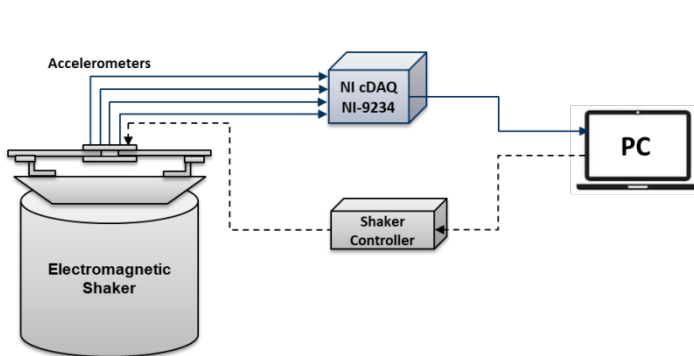 Accelerometers
NI cDAQ
NI-9234
PC
Shaker
Controller
Electromagnetic
Shaker